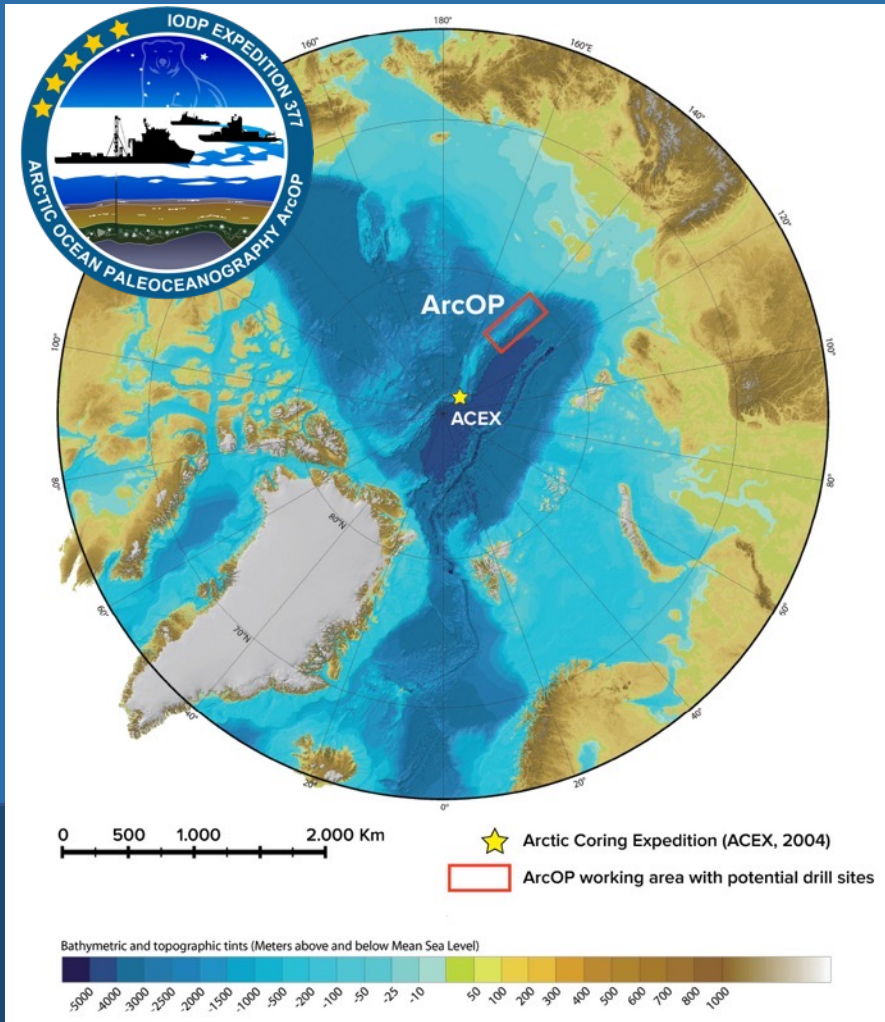 IODP EXPEDITION 377
ARCTIC OCEAN PALEOCEANOGRAPHY ArcOP
180°
160°
160°E
140°
120°
100°
100°
ArcOP
ACEX
80°
80°
80°N
70°N
60°
60°
40°
40°
20°
20°
0°
0 500 1.000 2.000 Km
Arctic Coring Expedition (ACEX, 2004)
ArcOP working area with potential drill sites
Bathymetric and topographic tints (Meters above and below Mean Sea Level)
-5000 -4000 -3000 -2000 -1500 -1000 -500 -200 -100 -50 -25 -10 50 100 200 300 400 500 600 700 800 1000